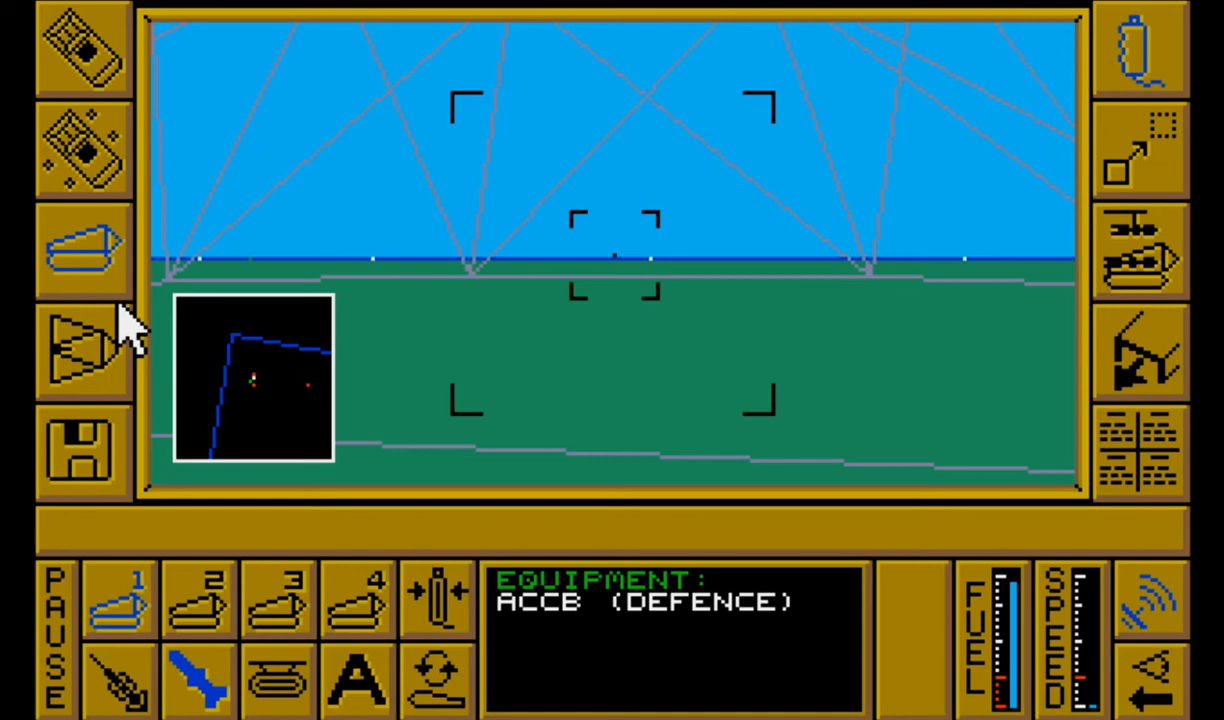 PAUSE
1
2
3
4
EQUIPMENT:
ACCB (DEFENCE)
A
FUEL
SPEED